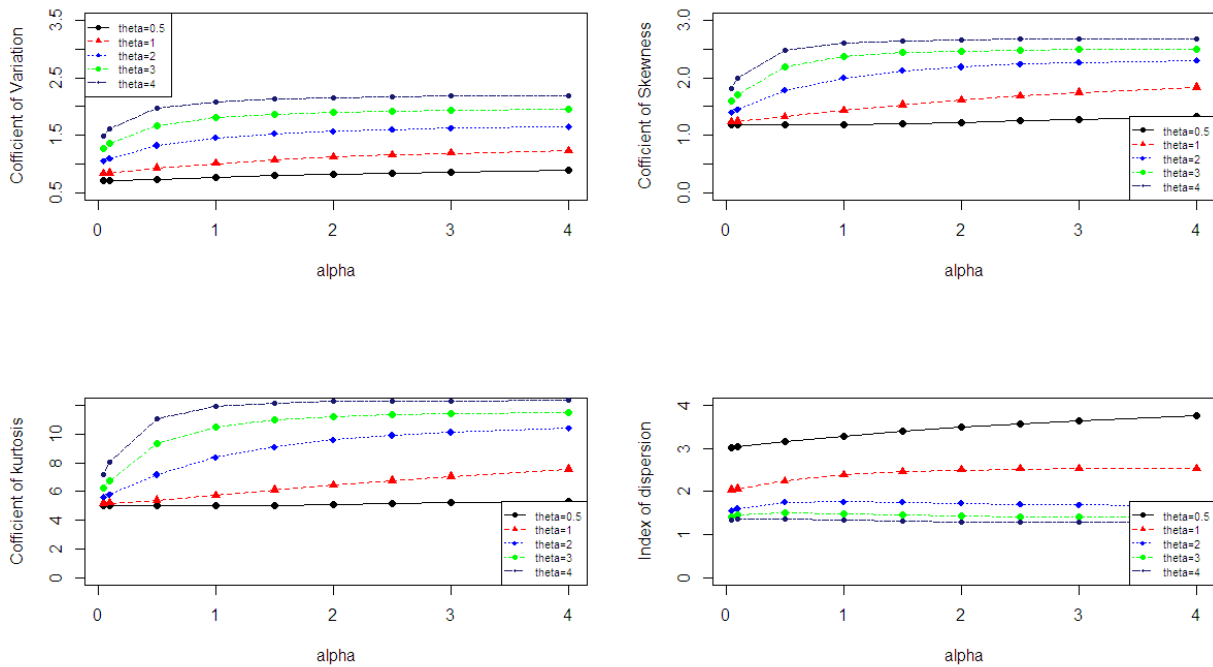 Cofficient of Variation
3.5
2.5
1.5
0.5
theta=0.5
theta=1
theta=2
theta=3
theta=4
0 1 2 3 4
alpha
Cofficient of Skewness
3.0
2.0
1.0
0.0
theta=0.5
theta=1
theta=2
theta=3
theta=4
0 1 2 3 4
alpha
Cofficient of kurtosis
10
8
6
4
2
0
theta=0.5
theta=1
theta=2
theta=3
theta=4
0 1 2 3 4
alpha
Index of dispersion
4
3
2
1
0
theta=0.5
theta=1
theta=2
theta=3
theta=4
0 1 2 3 4
alpha